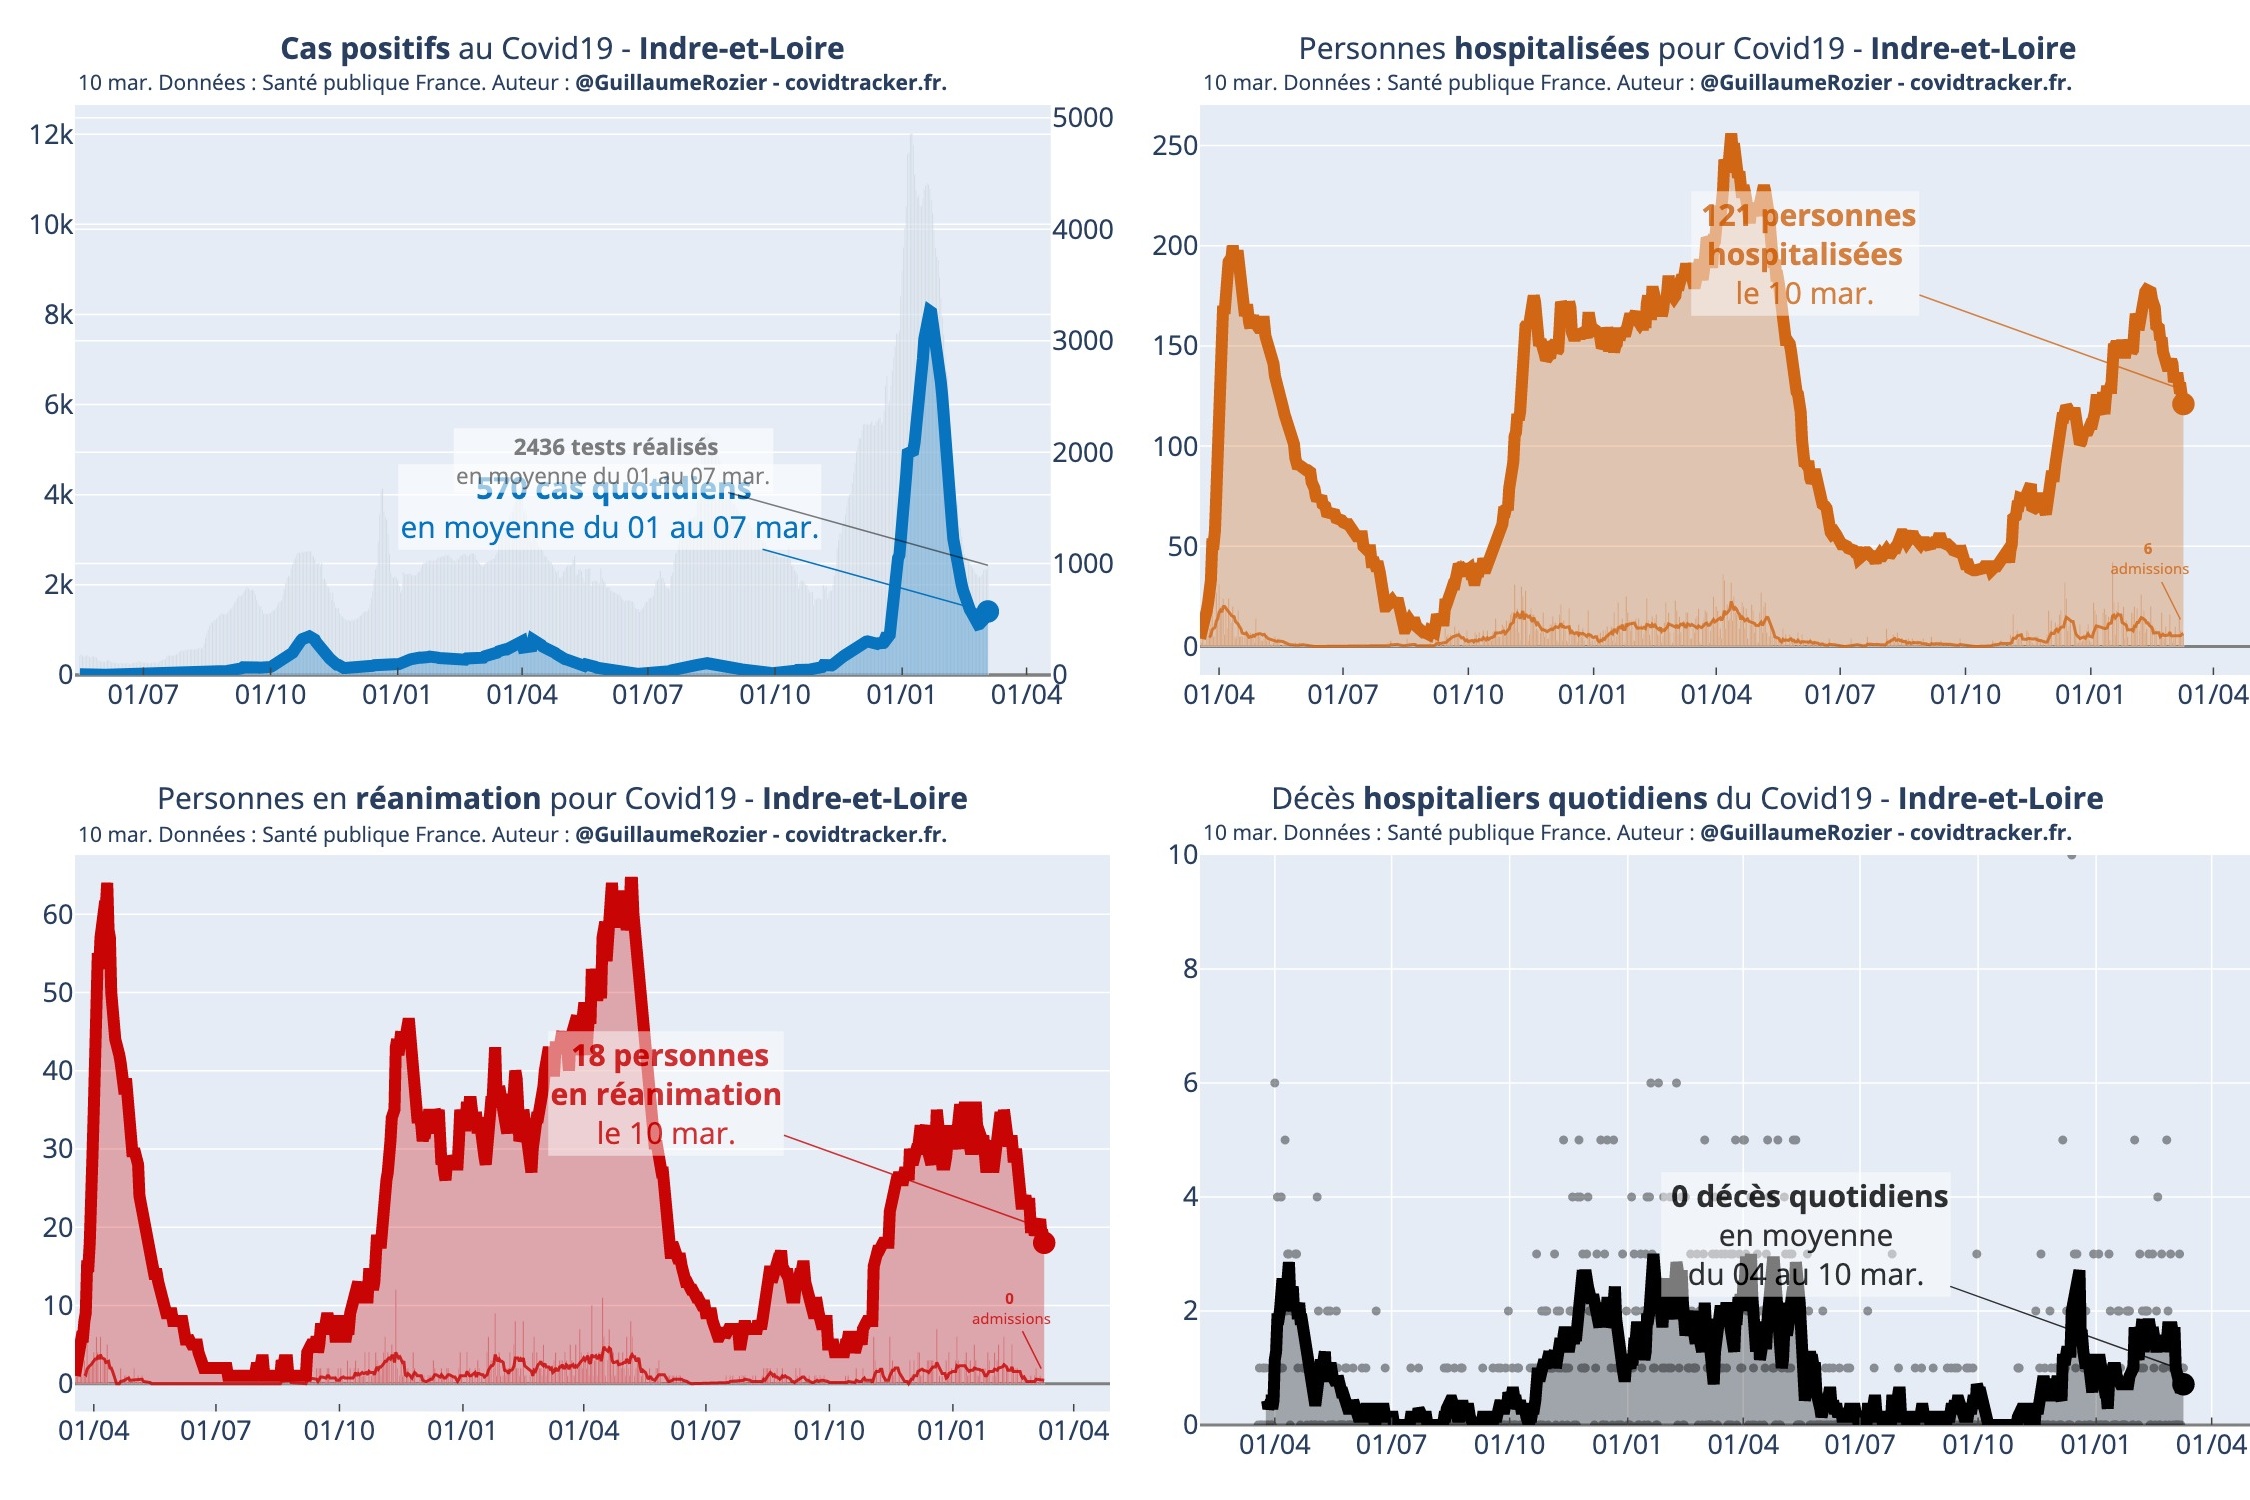 Cas positifs au Covid19 - Indre-et-Loire
10 mar. Données : Santé publique France. Auteur : @GuillaumeRozier - covidtracker.fr.
12k
10k
8k
6k
4k
2k
0
5000
4000
3000
2000
1000
0
2436 tests réalisés
en moyenne du 01 au 07 mar.
570 cas quotidiens
en moyenne du 01 au 07 mar.
01/07 01/10 01/01 01/04 01/07 01/10 01/01 01/04
Personnes hospitalisées pour Covid19 - Indre-et-Loire
10 mar. Données : Santé publique France. Auteur : @GuillaumeRozier - covidtracker.fr.
250
200
150
100
50
0
121 personnes
hospitalisées
le 10 mar.
6
admissions
01/04 01/07 01/10 01/01 01/04 01/07 01/10 01/01 01/04
Personnes en réanimation pour Covid19 - Indre-et-Loire
10 mar. Données : Santé publique France. Auteur : @GuillaumeRozier - covidtracker.fr.
60
50
40
30
20
10
0
18 personnes
en réanimation
le 10 mar.
0
admissions
01/04 01/07 01/10 01/01 01/04 01/07 01/10 01/01 01/04
Décès hospitaliers quotidiens du Covid19 - Indre-et-Loire
10 mar. Données : Santé publique France. Auteur : @GuillaumeRozier - covidtracker.fr.
10
8
6
4
2
0
0 décès quotidiens
en moyenne
du 04 au 10 mar.
01/04 01/07 01/10 01/01 01/04 01/07 01/10 01/01 01/04